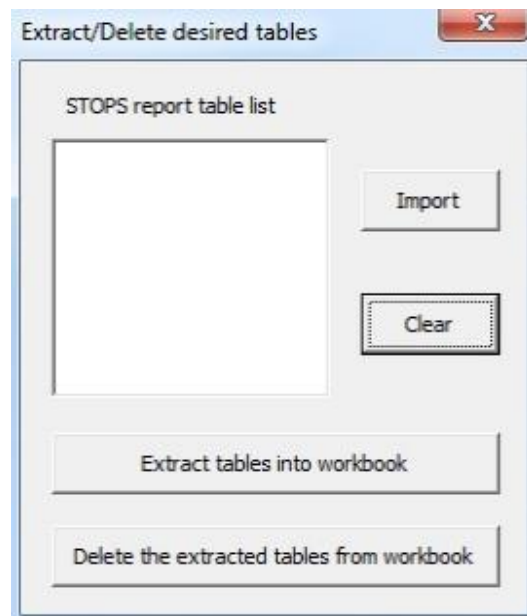 Extract/Delete desired tables
STOPS report table list
Import
Clear
Extract tables into workbook
Delete the extracted tables from workbook